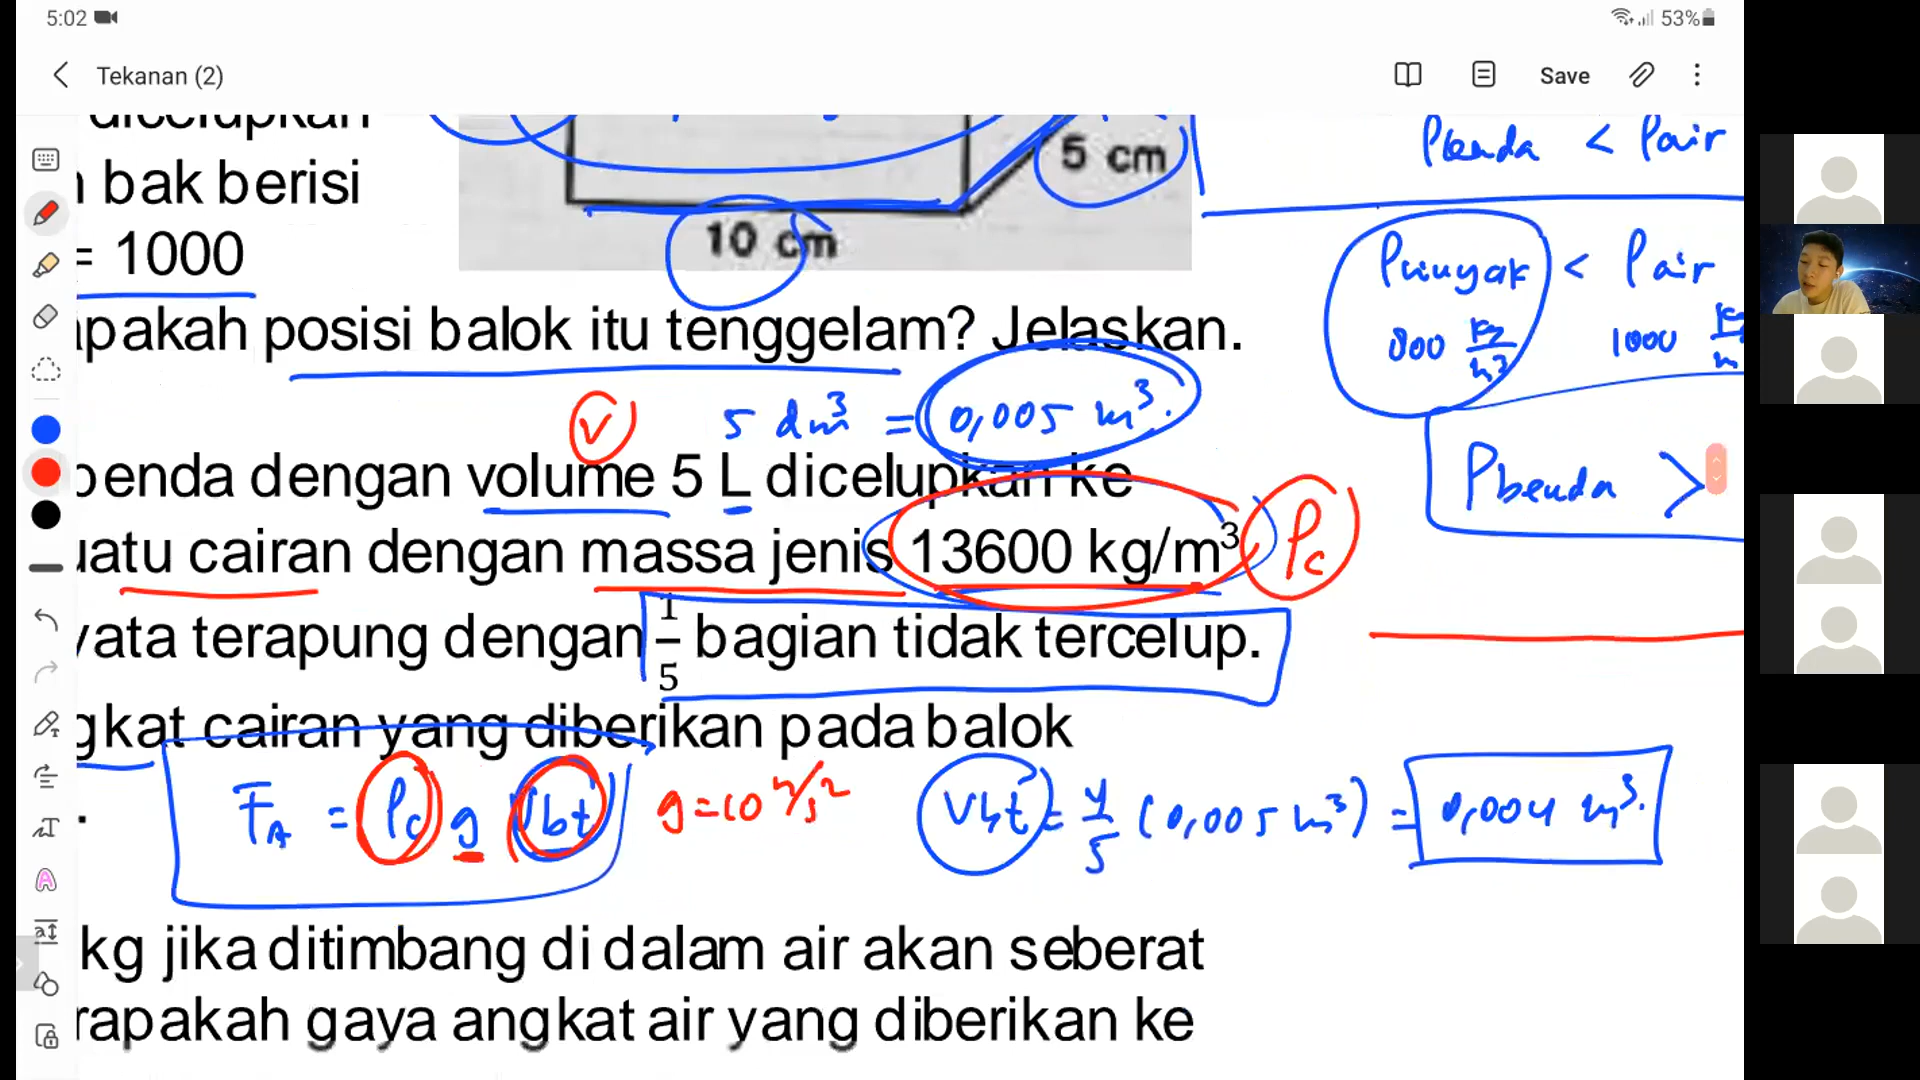 5:02
53%
Tekanan (2)
Save
dicelupkan
bak berisi
= 1000
5 cm
10 cm
ρbenda < ρair
ρminyak < ρair
800 kg/m³
1000
apakah posisi balok itu tenggelam? Jelaskan.
V 5 dm³ = 0,005 m³.
benda dengan volume 5 L dicelupkan ke
uatu cairan dengan massa jenis 13600 kg/m³ ρc
ρbenda >
yata terapung dengan 1/5 bagian tidak tercelup.
gkat cairan yang diberikan pada balok
FA = ρc g Vbt g = 10 m/s² Vbt = 4/5 (0,005 m³) = 0,004 m³.
kg jika ditimbang di dalam air akan seberat
rapakah gaya angkat air yang diberikan ke